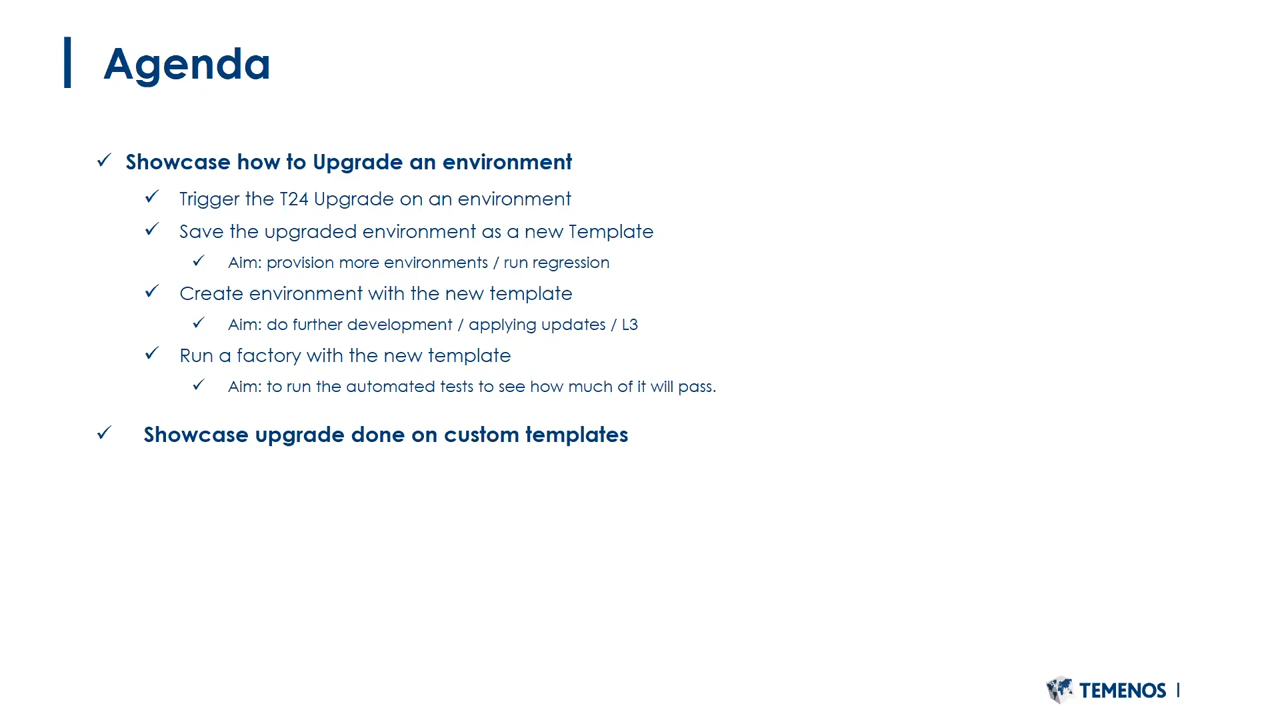 Agenda
✓ Showcase how to Upgrade an environment
✓ Trigger the T24 Upgrade on an environment
✓ Save the upgraded environment as a new Template
✓ Aim: provision more environments / run regression
✓ Create environment with the new template
✓ Aim: do further development / applying updates / L3
✓ Run a factory with the new template
✓ Aim: to run the automated tests to see how much of it will pass.
✓ Showcase upgrade done on custom templates
TEMENOS